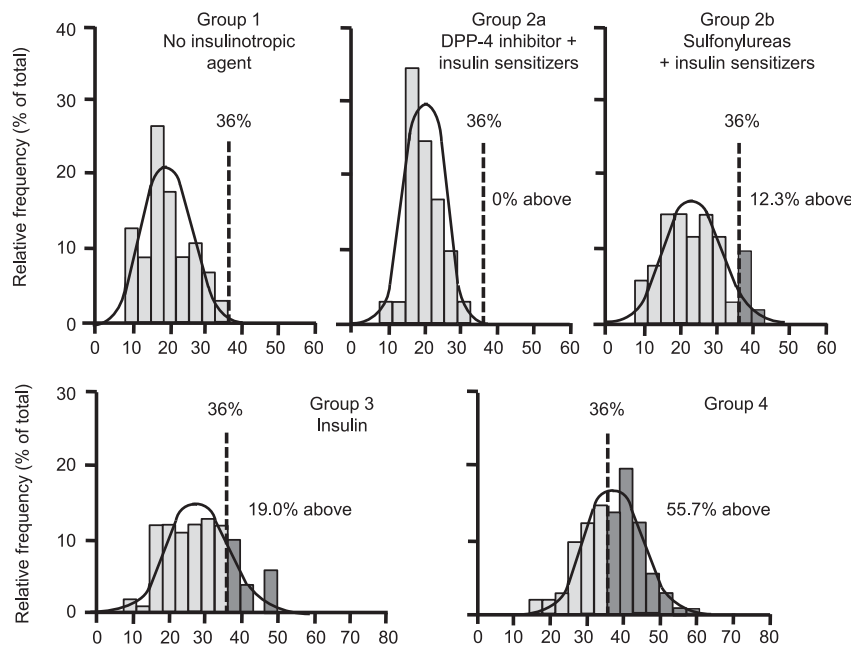 Group 1
No insulinotropic
agent
Group 2a
DPP-4 inhibitor +
insulin sensitizers
Group 2b
Sulfonylureas
+ insulin sensitizers
Relative frequency (% of total)
40
30
20
10
0
36%
36%
0% above
36%
12.3% above
0 10 20 30 40 50 60
0 10 20 30 40 50 60
0 10 20 30 40 50 60
Relative frequency (% of total)
30
20
10
0
36%
Group 3
Insulin
19.0% above
36%
Group 4
55.7% above
0 10 20 30 40 50 60 70 80
0 10 20 30 40 50 60 70 80